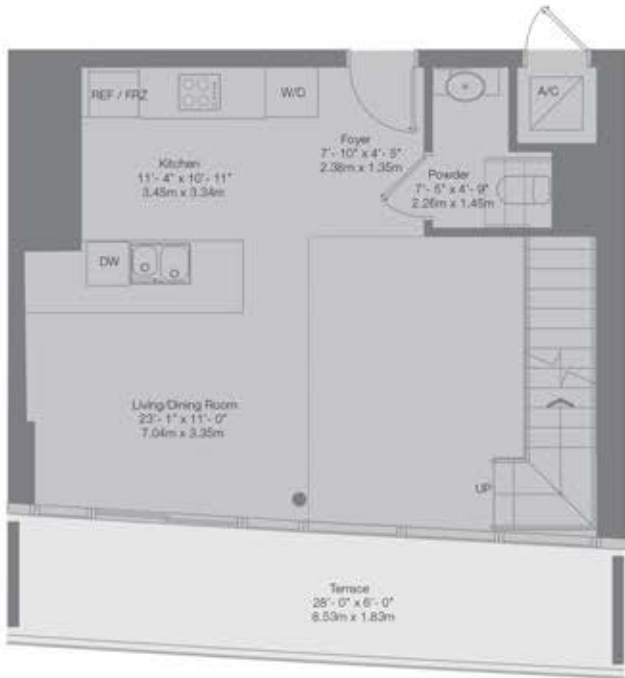 REF / FRZ
W/D
A/C
Foyer
7'- 10" x 4'- 5"
2.38m x 1.35m
Kitchen
11'- 4" x 10'- 11"
3.45m x 3.34m
Powder
7'- 5" x 4'- 9"
2.26m x 1.45m
DW
Living/Dining Room
23'- 1" x 11'- 0"
7.04m x 3.35m
UP
Terrace
28'- 0" x 6'- 0"
8.53m x 1.83m